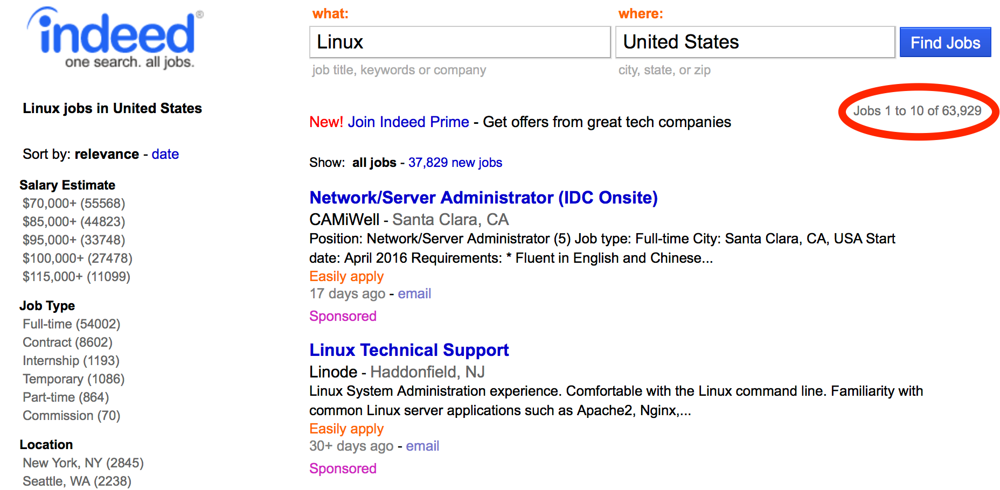 indeed®
one search. all jobs.
what:
Linux
job title, keywords or company
where:
United States
city, state, or zip
Find Jobs
Linux jobs in United States
Sort by: relevance - date
Salary Estimate
$70,000+ (55568)
$85,000+ (44823)
$95,000+ (33748)
$100,000+ (27478)
$115,000+ (11099)
Job Type
Full-time (54002)
Contract (8602)
Internship (1193)
Temporary (1086)
Part-time (864)
Commission (70)
Location
New York, NY (2845)
Seattle, WA (2238)
New! Join Indeed Prime - Get offers from great tech companies
Jobs 1 to 10 of 63,929
Show: all jobs - 37,829 new jobs
Network/Server Administrator (IDC Onsite)
CAMiWell - Santa Clara, CA
Position: Network/Server Administrator (5) Job type: Full-time City: Santa Clara, CA, USA Start
date: April 2016 Requirements: * Fluent in English and Chinese...
Easily apply
17 days ago - email
Sponsored
Linux Technical Support
Linode - Haddonfield, NJ
Linux System Administration experience. Comfortable with the Linux command line. Familiarity with
common Linux server applications such as Apache2, Nginx,...
Easily apply
30+ days ago - email
Sponsored